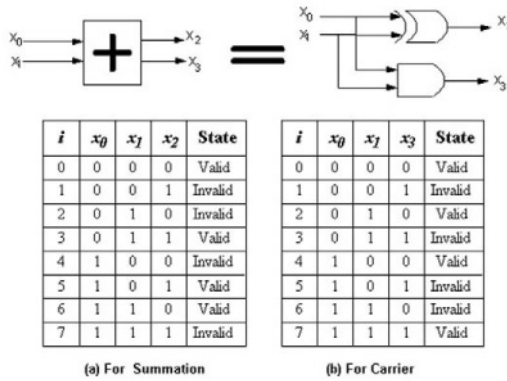 X₀ X₂
X₁ X₃
+ =
X₀
X₁
X₃
i x₀ x₁ x₂ State
0 0 0 0 Valid
1 0 0 1 Invalid
2 0 1 0 Invalid
3 0 1 1 Valid
4 1 0 0 Invalid
5 1 0 1 Valid
6 1 1 0 Valid
7 1 1 1 Invalid
(a) For Summation
i x₀ x₁ x₃ State
0 0 0 0 Valid
1 0 0 1 Invalid
2 0 1 0 Valid
3 0 1 1 Invalid
4 1 0 0 Valid
5 1 0 1 Invalid
6 1 1 0 Invalid
7 1 1 1 Valid
(b) For Carrier